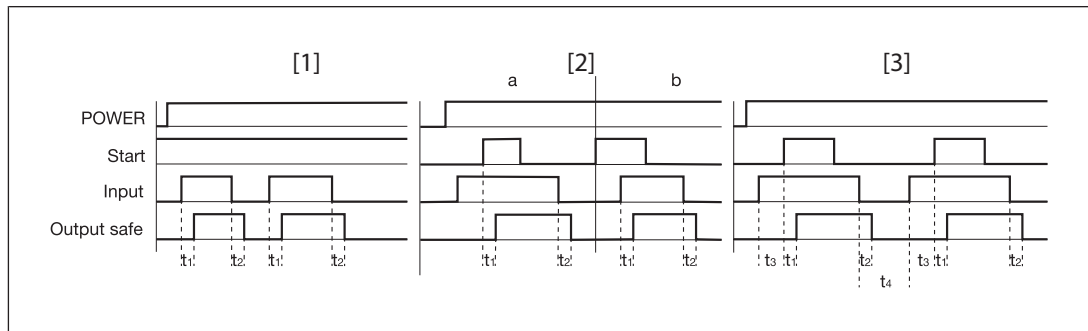 [1] [2] [3]
a b
POWER
Start
Input
Output safe
t1 t2 t1 t2 t1 t2 t1 t2 t3 t1 t2 t3 t1 t2
t4